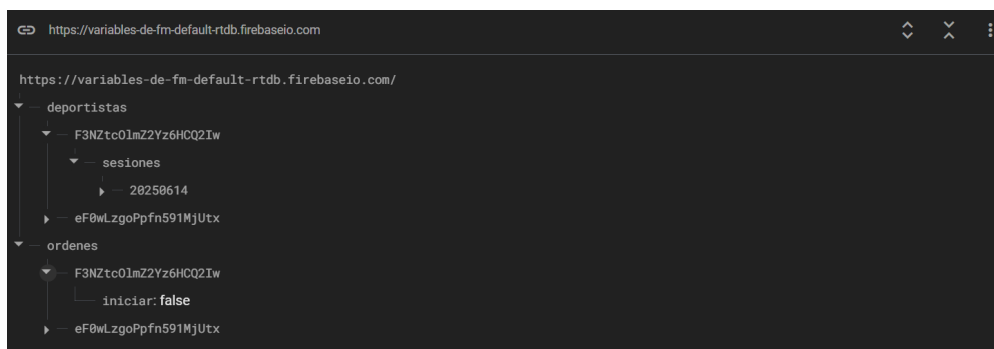 https://variables-de-fm-default-rtdb.firebaseio.com
https://variables-de-fm-default-rtdb.firebaseio.com/
deportistas
F3NZtcOlmZ2Yz6HCQ2Iw
sesiones
20250614
eF0wLzgoPpfn591MjUtx
ordenes
F3NZtcOlmZ2Yz6HCQ2Iw
iniciar: false
eF0wLzgoPpfn591MjUtx